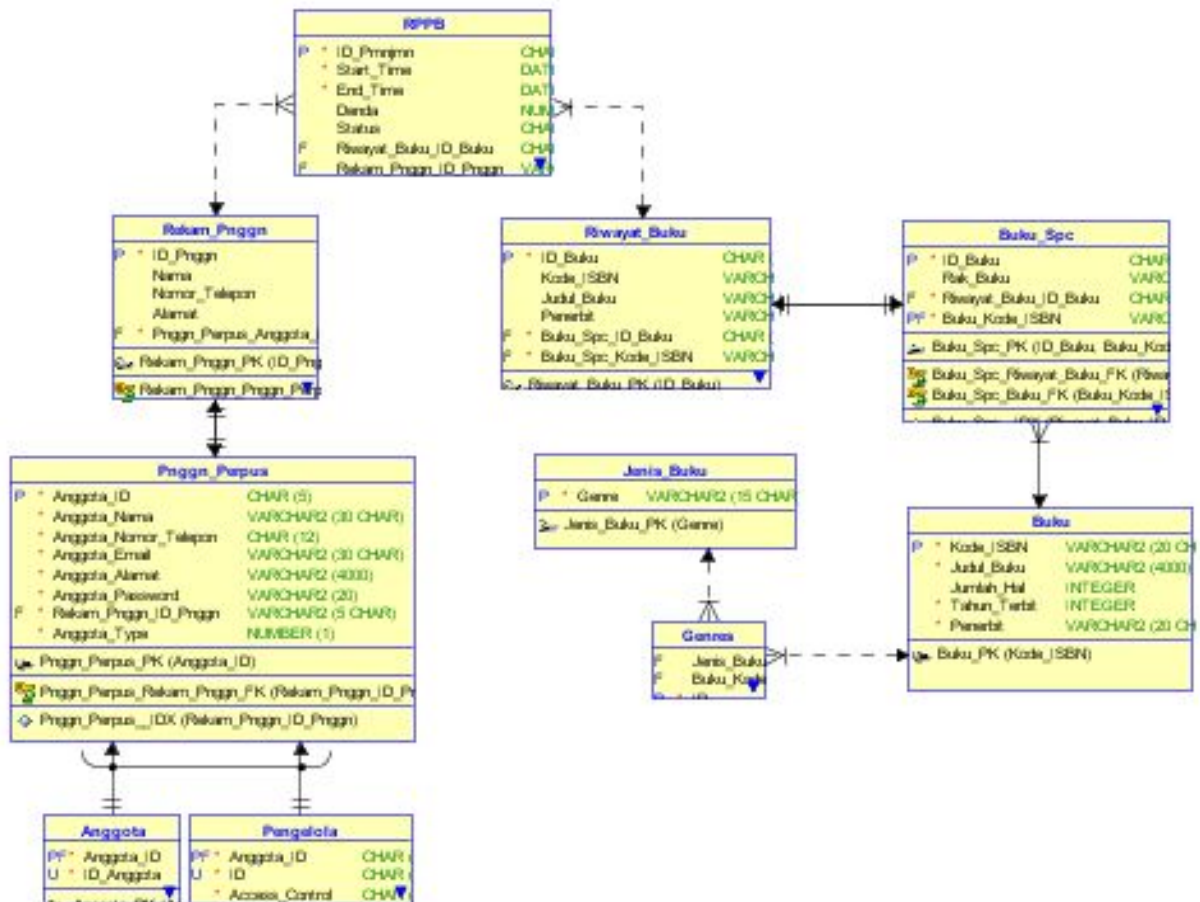 RPPB
P * ID_Pmnjmn CHA
* Start_Time DAT
* End_Time DAT
Denda NUM
Status CHA
F Riwayat_Buku_ID_Buku CHA
F Rekam_Pnggn_ID_Pnggn VA
Rekam_Pnggn
P * ID_Pnggn
Nama
Nomor_Telepon
Alamat
F * Pnggn_Perpus_Anggota_
Rekam_Pnggn_PK (ID_Png
Rekam_Pnggn_Pnggn_P
Riwayat_Buku
P * ID_Buku CHAR
Kode_ISBN VARCH
Judul_Buku VARCH
Penerbit VARCH
F * Buku_Spc_ID_Buku CHAR
F * Buku_Spc_Kode_ISBN VARCH
Riwayat_Buku_PK (ID_Buku)
Buku_Spc
P * ID_Buku CHAR
Rak_Buku VARC
F * Riwayat_Buku_ID_Buku CHAR
PF * Buku_Kode_ISBN VARC
Buku_Spc_PK (ID_Buku, Buku_Kod
Buku_Spc_Riwayat_Buku_FK (Riwa
Buku_Spc_Buku_FK (Buku_Kode_IS
Pnggn_Perpus
P * Anggota_ID CHAR (5)
* Anggota_Nama VARCHAR2 (30 CHAR)
* Anggota_Nomor_Telepon CHAR (12)
* Anggota_Email VARCHAR2 (30 CHAR)
* Anggota_Alamat VARCHAR2 (4000)
* Anggota_Password VARCHAR2 (20)
F * Rekam_Pnggn_ID_Pnggn VARCHAR2 (5 CHAR)
* Anggota_Type NUMBER (1)
Pnggn_Perpus_PK (Anggota_ID)
Pnggn_Perpus_Rekam_Pnggn_FK (Rekam_Pnggn_ID_Pr
Pnggn_Perpus__IDX (Rekam_Pnggn_ID_Pnggn)
Jenis_Buku
P * Genre VARCHAR2 (15 CHAR
Jenis_Buku_PK (Genre)
Buku
P * Kode_ISBN VARCHAR2 (20 CH
* Judul_Buku VARCHAR2 (4000)
Jumlah_Hal INTEGER
* Tahun_Terbit INTEGER
* Penerbit VARCHAR2 (20 CH
Buku_PK (Kode_ISBN)
Genres
F Jenis_Buku
F Buku_Kode
P * ID
Anggota
PF * Anggota_ID
U * ID_Anggota
Pengelola
PF * Anggota_ID CHAR (
U * ID CHAR (
* Access_Control CHA